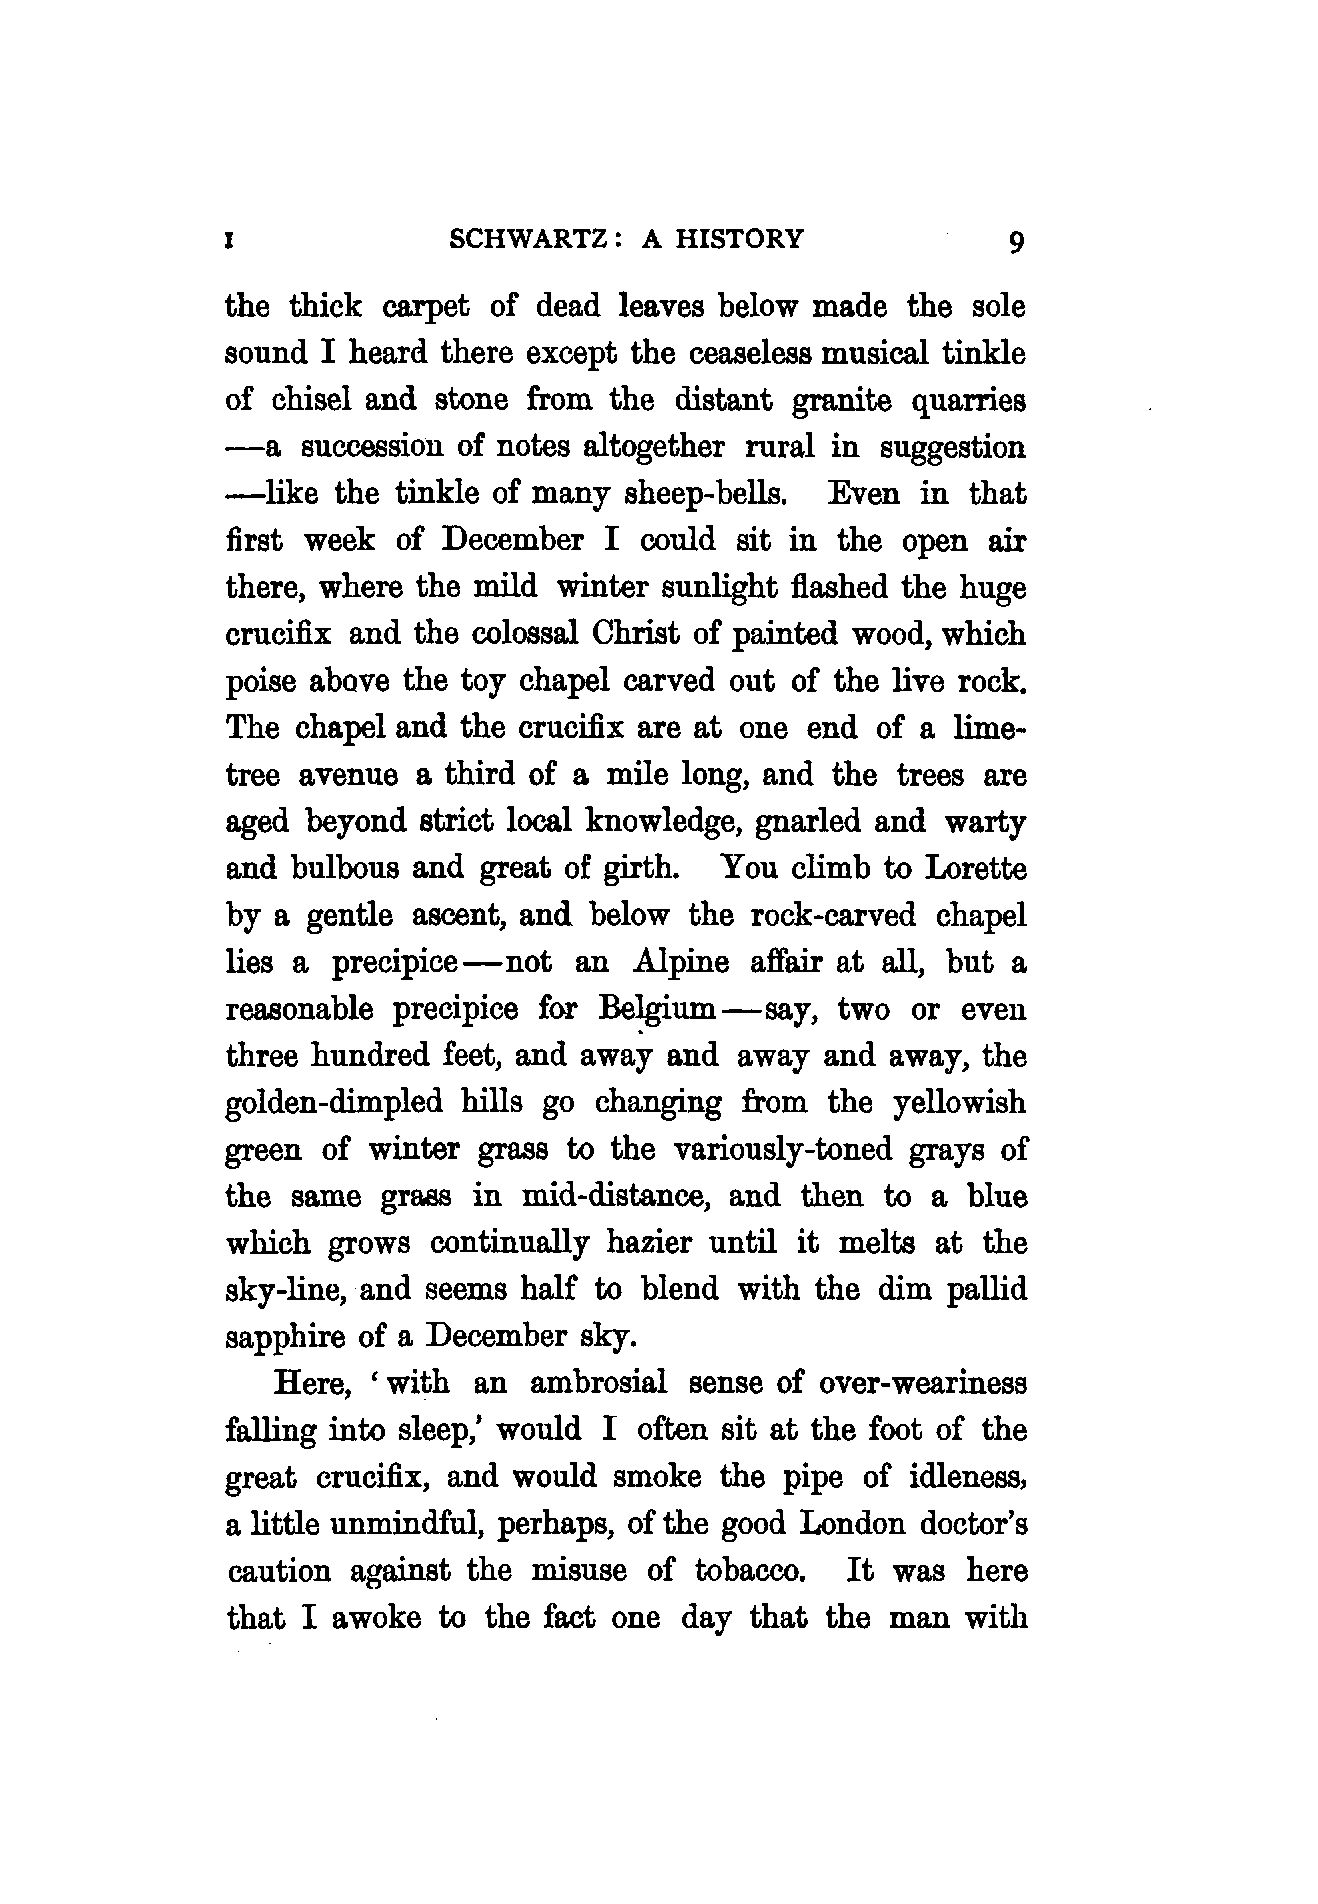 I SCHWARTZ: A HISTORY 9
the thick carpet of dead leaves below made the sole
sound I heard there except the ceaseless musical tinkle
of chisel and stone from the distant granite quarries
—a succession of notes altogether rural in suggestion
—like the tinkle of many sheep-bells. Even in that
first week of December I could sit in the open air
there, where the mild winter sunlight flashed the huge
crucifix and the colossal Christ of painted wood, which
poise above the toy chapel carved out of the live rock.
The chapel and the crucifix are at one end of a lime-
tree avenue a third of a mile long, and the trees are
aged beyond strict local knowledge, gnarled and warty
and bulbous and great of girth. You climb to Lorette
by a gentle ascent, and below the rock-carved chapel
lies a precipice—not an Alpine affair at all, but a
reasonable precipice for Belgium—say, two or even
three hundred feet, and away and away and away, the
golden-dimpled hills go changing from the yellowish
green of winter grass to the variously-toned grays of
the same grass in mid-distance, and then to a blue
which grows continually hazier until it melts at the
sky-line, and seems half to blend with the dim pallid
sapphire of a December sky.
Here, ‘with an ambrosial sense of over-weariness
falling into sleep,’ would I often sit at the foot of the
great crucifix, and would smoke the pipe of idleness,
a little unmindful, perhaps, of the good London doctor’s
caution against the misuse of tobacco. It was here
that I awoke to the fact one day that the man with